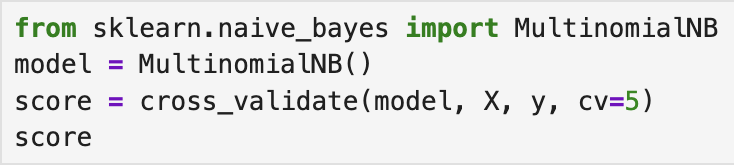 from sklearn.naive_bayes import MultinomialNB
model = MultinomialNB()
score = cross_validate(model, X, y, cv=5)
score